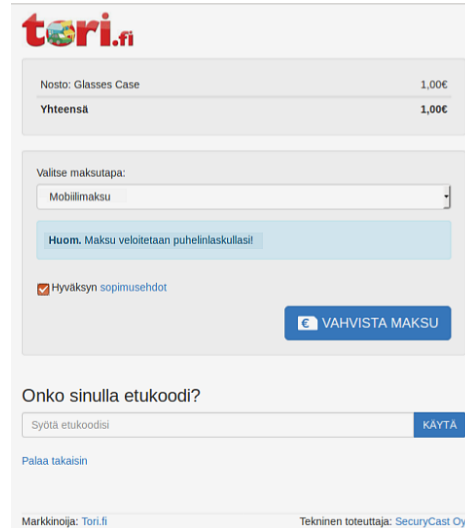 tori.fi
Nosto: Glasses Case 1,00€
Yhteensä 1,00€
Valitse maksutapa:
Mobiilimaksu
Huom. Maksu veloitetaan puhelinlaskullasi!
Hyväksyn sopimusehdot
€ VAHVISTA MAKSU
Onko sinulla etukoodi?
Syötä etukoodisi KÄYTÄ
Palaa takaisin
Markkinoija: Tori.fi Tekninen toteuttaja: SecuryCast Oy